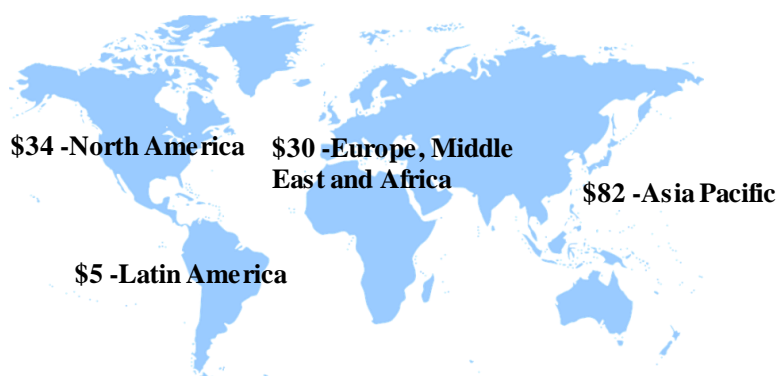 $34 -North America
$30 -Europe, Middle
East and Africa
$82 -Asia Pacific
$5 -Latin America